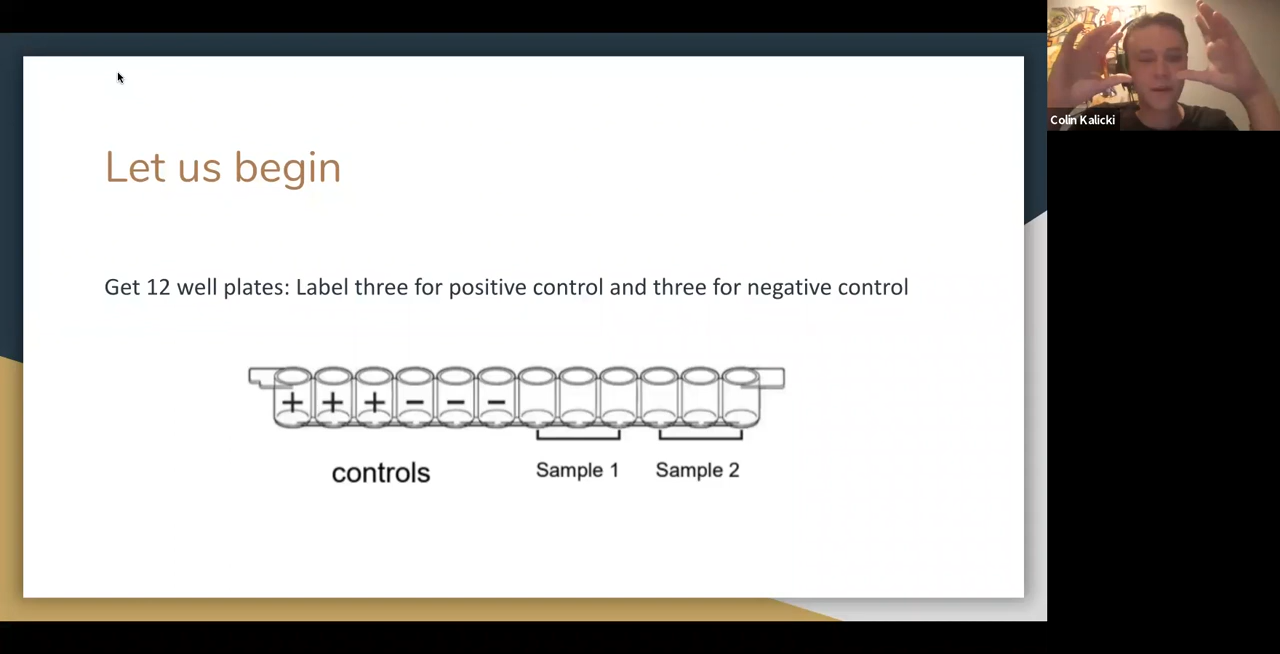 Let us begin
Get 12 well plates: Label three for positive control and three for negative control
+ + + − − −
controls
Sample 1
Sample 2
Colin Kalicki